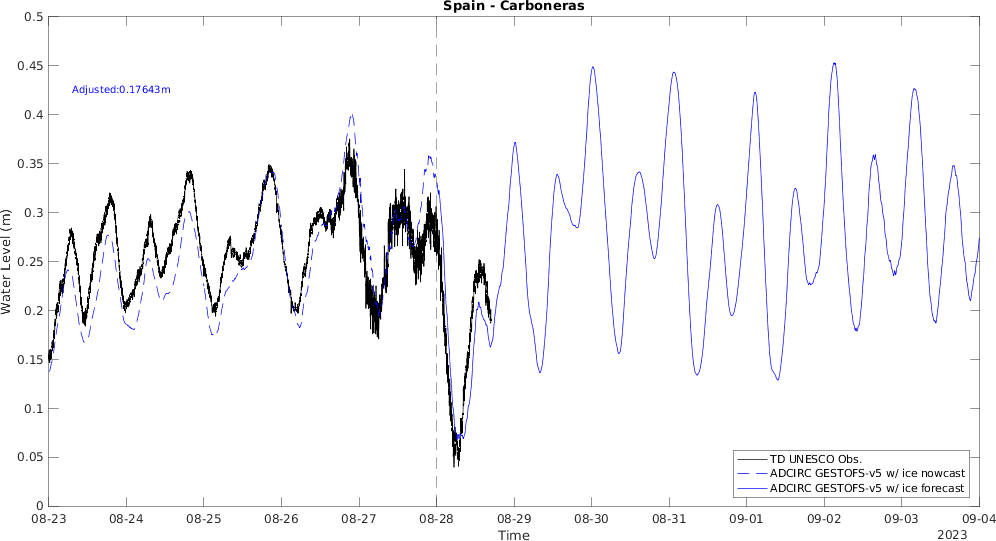 Spain - Carboneras
0.5
0.45
0.4
0.35
0.3
0.25
0.2
0.15
0.1
0.05
0
Water Level (m)
Adjusted:0.17643m
TD UNESCO Obs.
ADCIRC GESTOFS-v5 w/ ice nowcast
ADCIRC GESTOFS-v5 w/ ice forecast
08-23 08-24 08-25 08-26 08-27 08-28 08-29 08-30 08-31 09-01 09-02 09-03 09-04
Time
2023